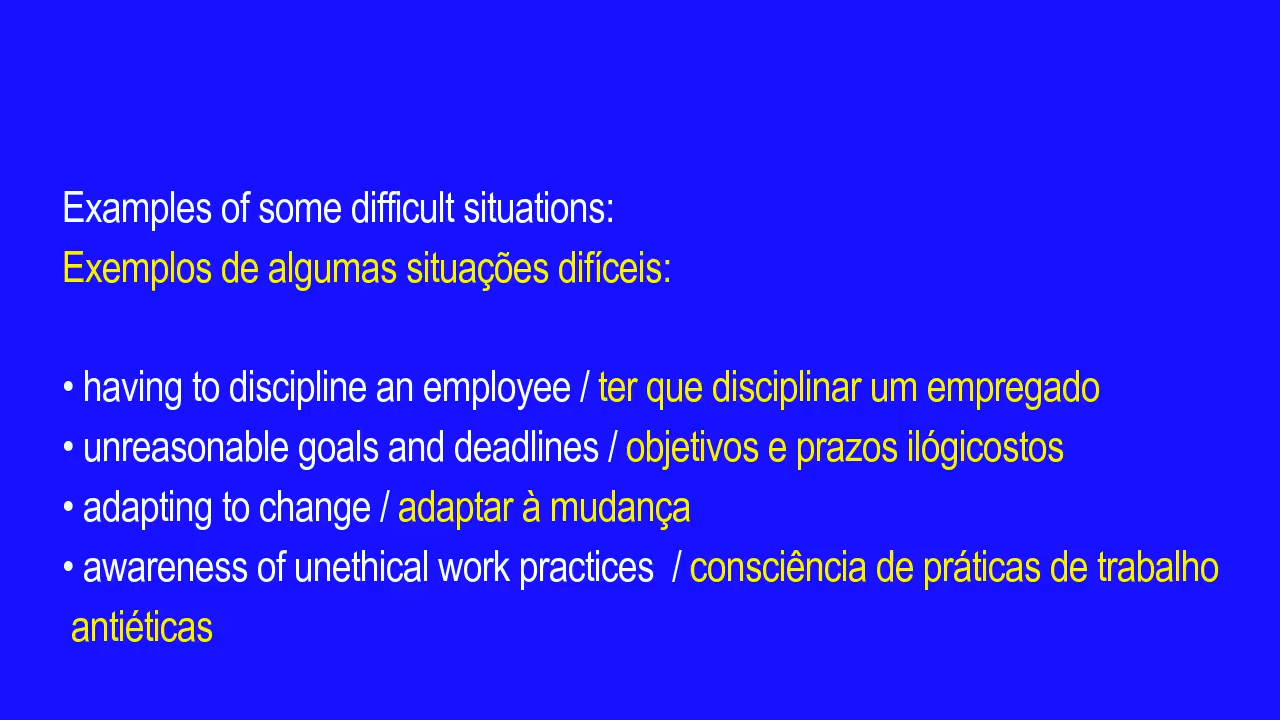 Examples of some difficult situations:
Exemplos de algumas situações difíceis:
• having to discipline an employee / ter que disciplinar um empregado
• unreasonable goals and deadlines / objetivos e prazos ilógicostos
• adapting to change / adaptar à mudança
• awareness of unethical work practices / consciência de práticas de trabalho
antiéticas